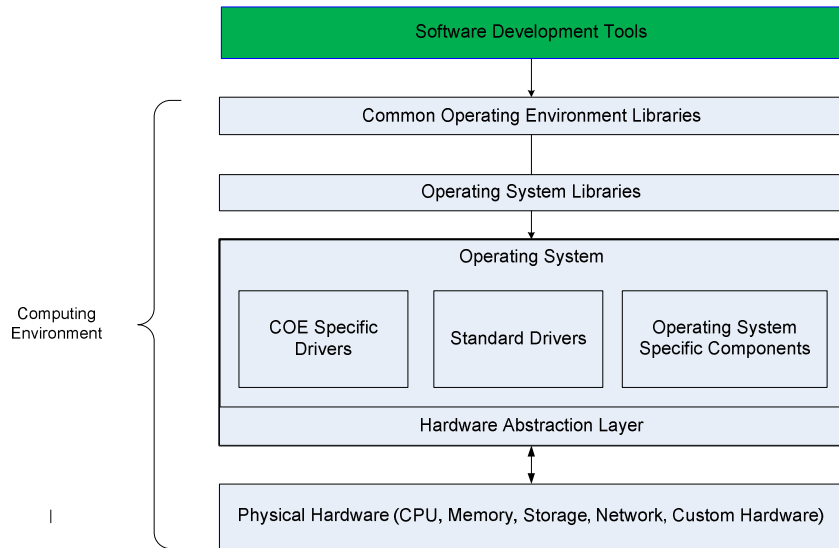 Software Development Tools
Common Operating Environment Libraries
Operating System Libraries
Operating System
COE Specific
Drivers
Standard Drivers
Operating System
Specific Components
Computing
Environment
Hardware Abstraction Layer
Physical Hardware (CPU, Memory, Storage, Network, Custom Hardware)
|